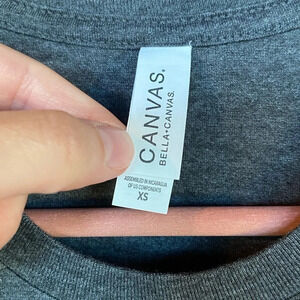 CANVAS.
BELLA+CANVAS.
ASSEMBLED IN NICARAGUA
OF US COMPONENTS
XS